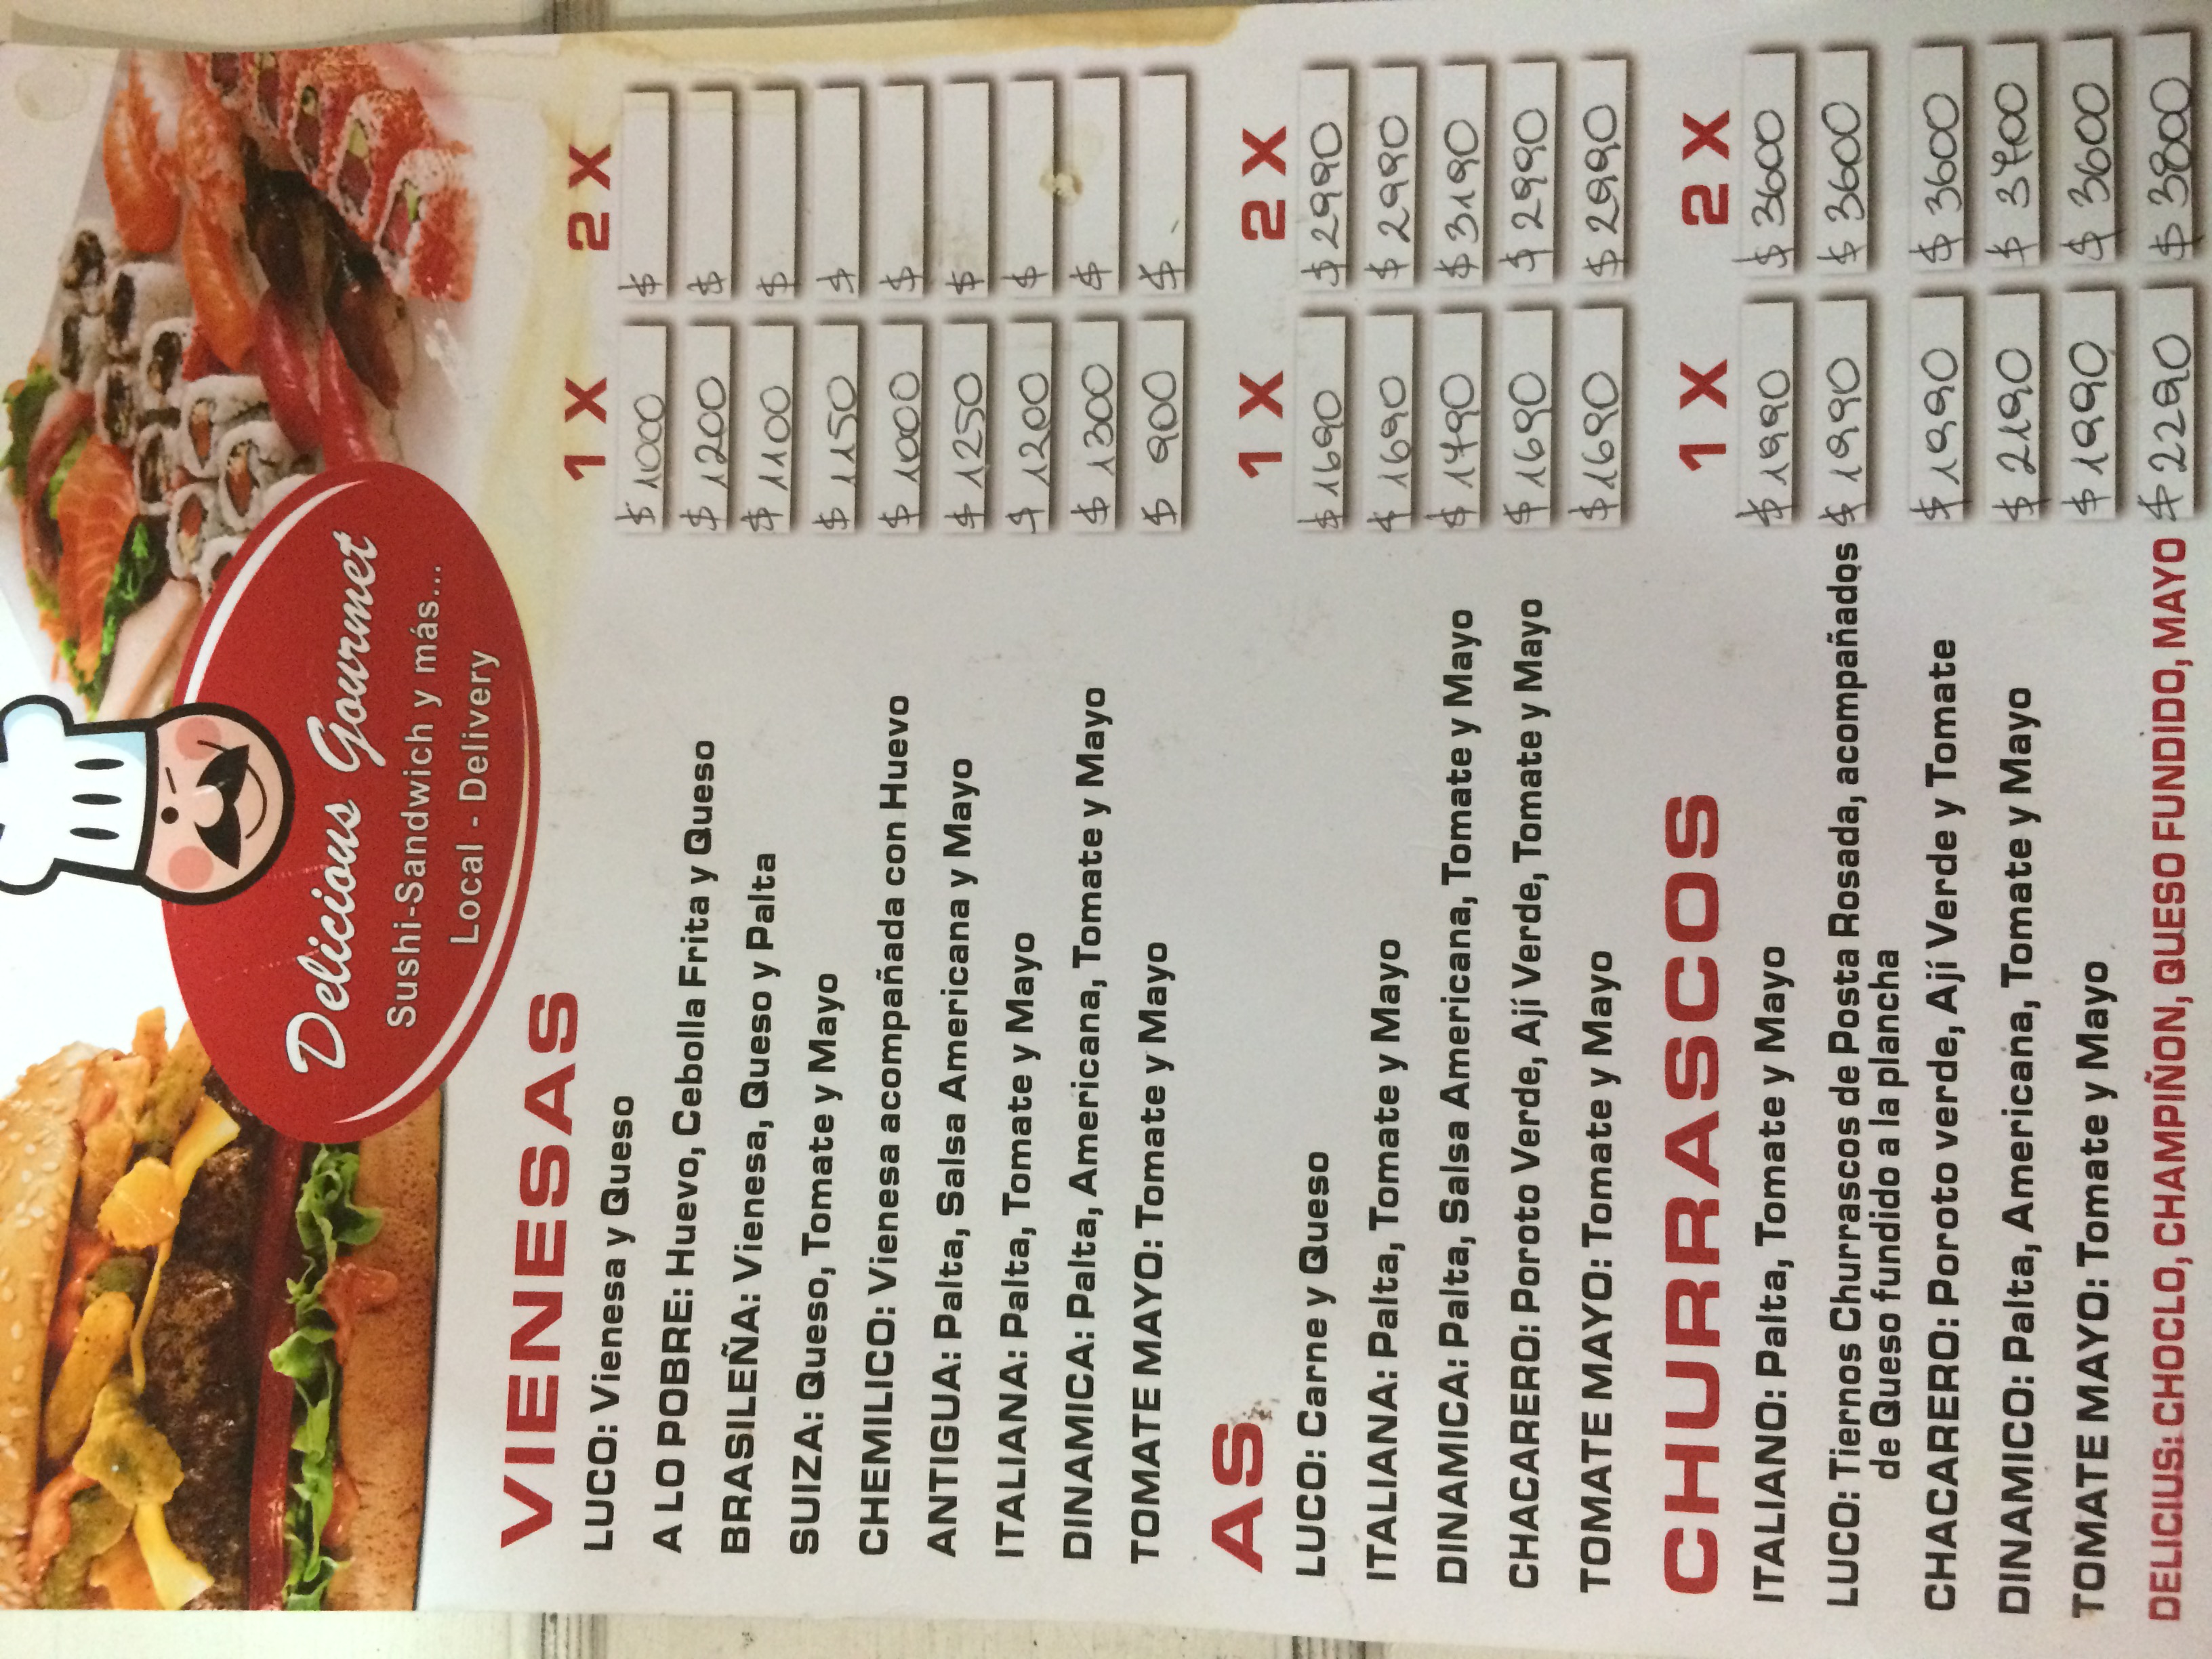 Delicious Gourmet
Sushi-Sandwich y más...
Local - Delivery
VIENESAS 1 X 2 X
LUCO: Vienesa y Queso $1000 $
A LO POBRE: Huevo, Cebolla Frita y Queso $1200 $
BRASILEÑA: Vienesa, Queso y Palta $1100 $
SUIZA: Queso, Tomate y Mayo $1150 $
CHEMILICO: Vienesa acompañada con Huevo $1000 $
ANTIGUA: Palta, Salsa Americana y Mayo $1250 $
ITALIANA: Palta, Tomate y Mayo $1200 $
DINAMICA: Palta, Americana, Tomate y Mayo $1300 $
TOMATE MAYO: Tomate y Mayo $ 900 $
AS 1 X 2 X
LUCO: Carne y Queso $1690 $2990
ITALIANA: Palta, Tomate y Mayo $1690 $2990
DINAMICA: Palta, Salsa Americana, Tomate y Mayo $1790 $3190
CHACARERO: Poroto Verde, Ají Verde, Tomate y Mayo $1690 $2990
TOMATE MAYO: Tomate y Mayo $1690 $2990
CHURRASCOS 1 X 2 X
ITALIANO: Palta, Tomate y Mayo $1990 $3600
LUCO: Tiernos Churrascos de Posta Rosada, acompañados $1990 $3600
de Queso fundido a la plancha
CHACARERO: Poroto verde, Ají Verde y Tomate $1990 $3600
DINAMICO: Palta, Americana, Tomate y Mayo $2190 $3700
TOMATE MAYO: Tomate y Mayo $1990 $3600
DELICIUS: CHOCLO, CHAMPIÑON, QUESO FUNDIDO, MAYO $2290 $3800